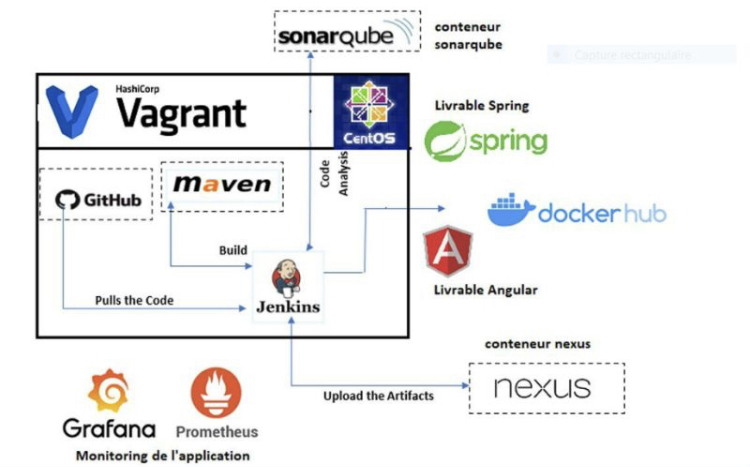 sonarqube
conteneur
sonarqube
Capture rectangulaire
HashiCorp
Vagrant
CentOS
Livrable Spring
spring
Code
Analysis
GitHub
maven
docker hub
Build
Jenkins
Livrable Angular
Pulls the Code
conteneur nexus
nexus
Upload the Artifacts
Grafana
Prometheus
Monitoring de l'application